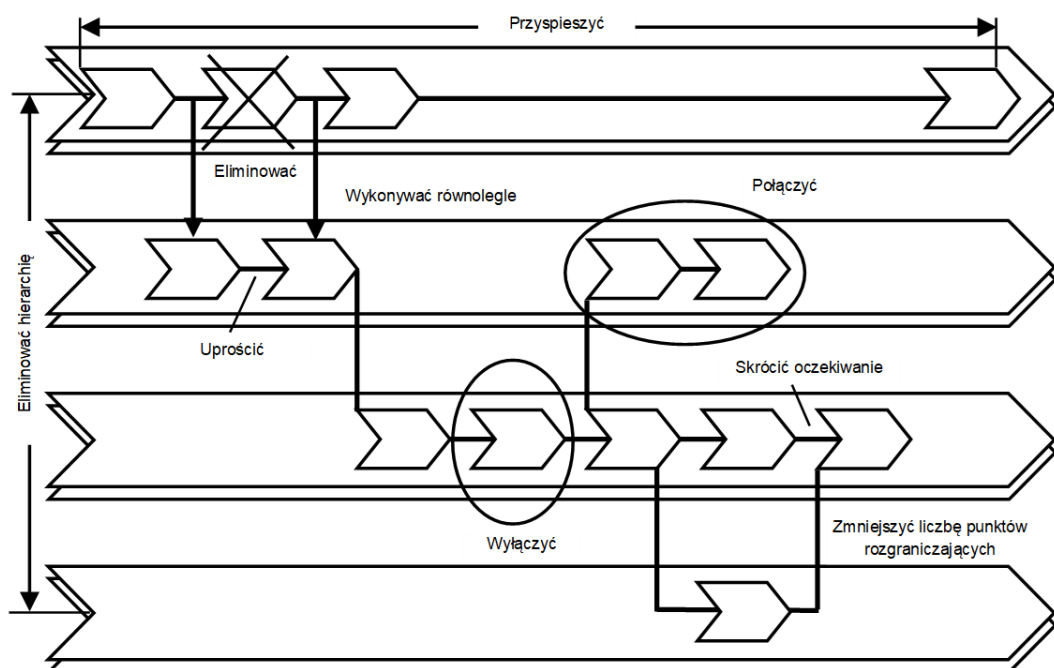 Przyspieszyć
Eliminować
Wykonywać równolegle
Połączyć
Eliminować hierarchię
Uprościć
Skrócić oczekiwanie
Wyłączyć
Zmniejszyć liczbę punktów
rozgraniczających